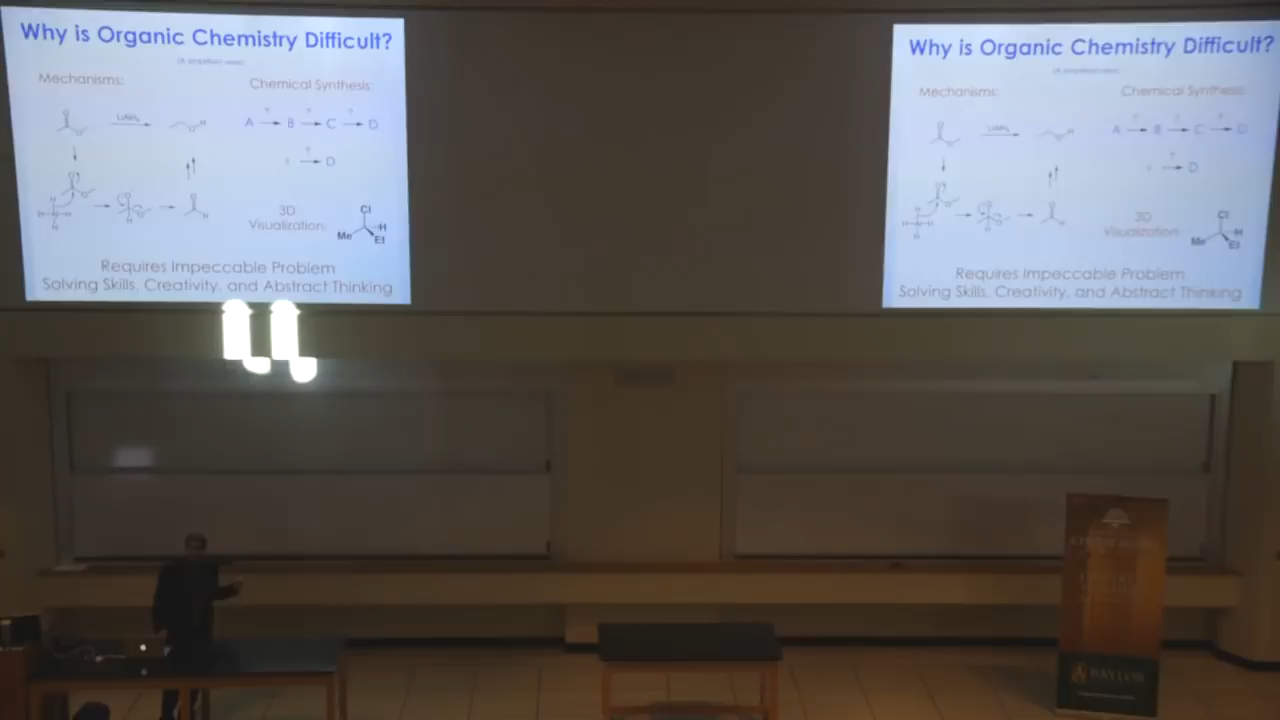 Why is Organic Chemistry Difficult?
Mechanisms:
Chemical Synthesis:
LiAlH₄
? ? ?
A → B → C → D
?
? → D
3D
Visualization:
Cl
H
Me
Et
Requires Impeccable Problem
Solving Skills, Creativity, and Abstract Thinking
Why is Organic Chemistry Difficult?
Mechanisms:
Chemical Synthesis:
LiAlH₄
? ? ?
A → B → C → D
?
? → D
3D
Visualization:
Cl
H
Me
Et
Requires Impeccable Problem
Solving Skills, Creativity, and Abstract Thinking
BAYLOR